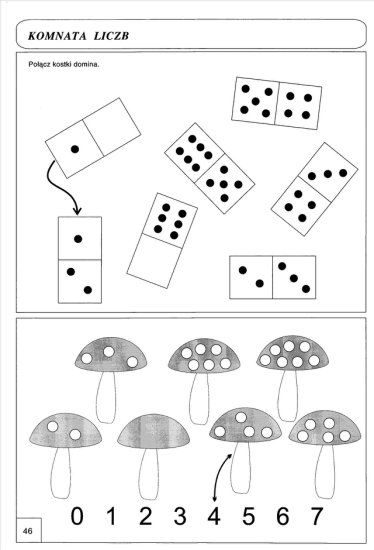 KOMNATA LICZB
Połącz kostki domina.
0 1 2 3 4 5 6 7
46